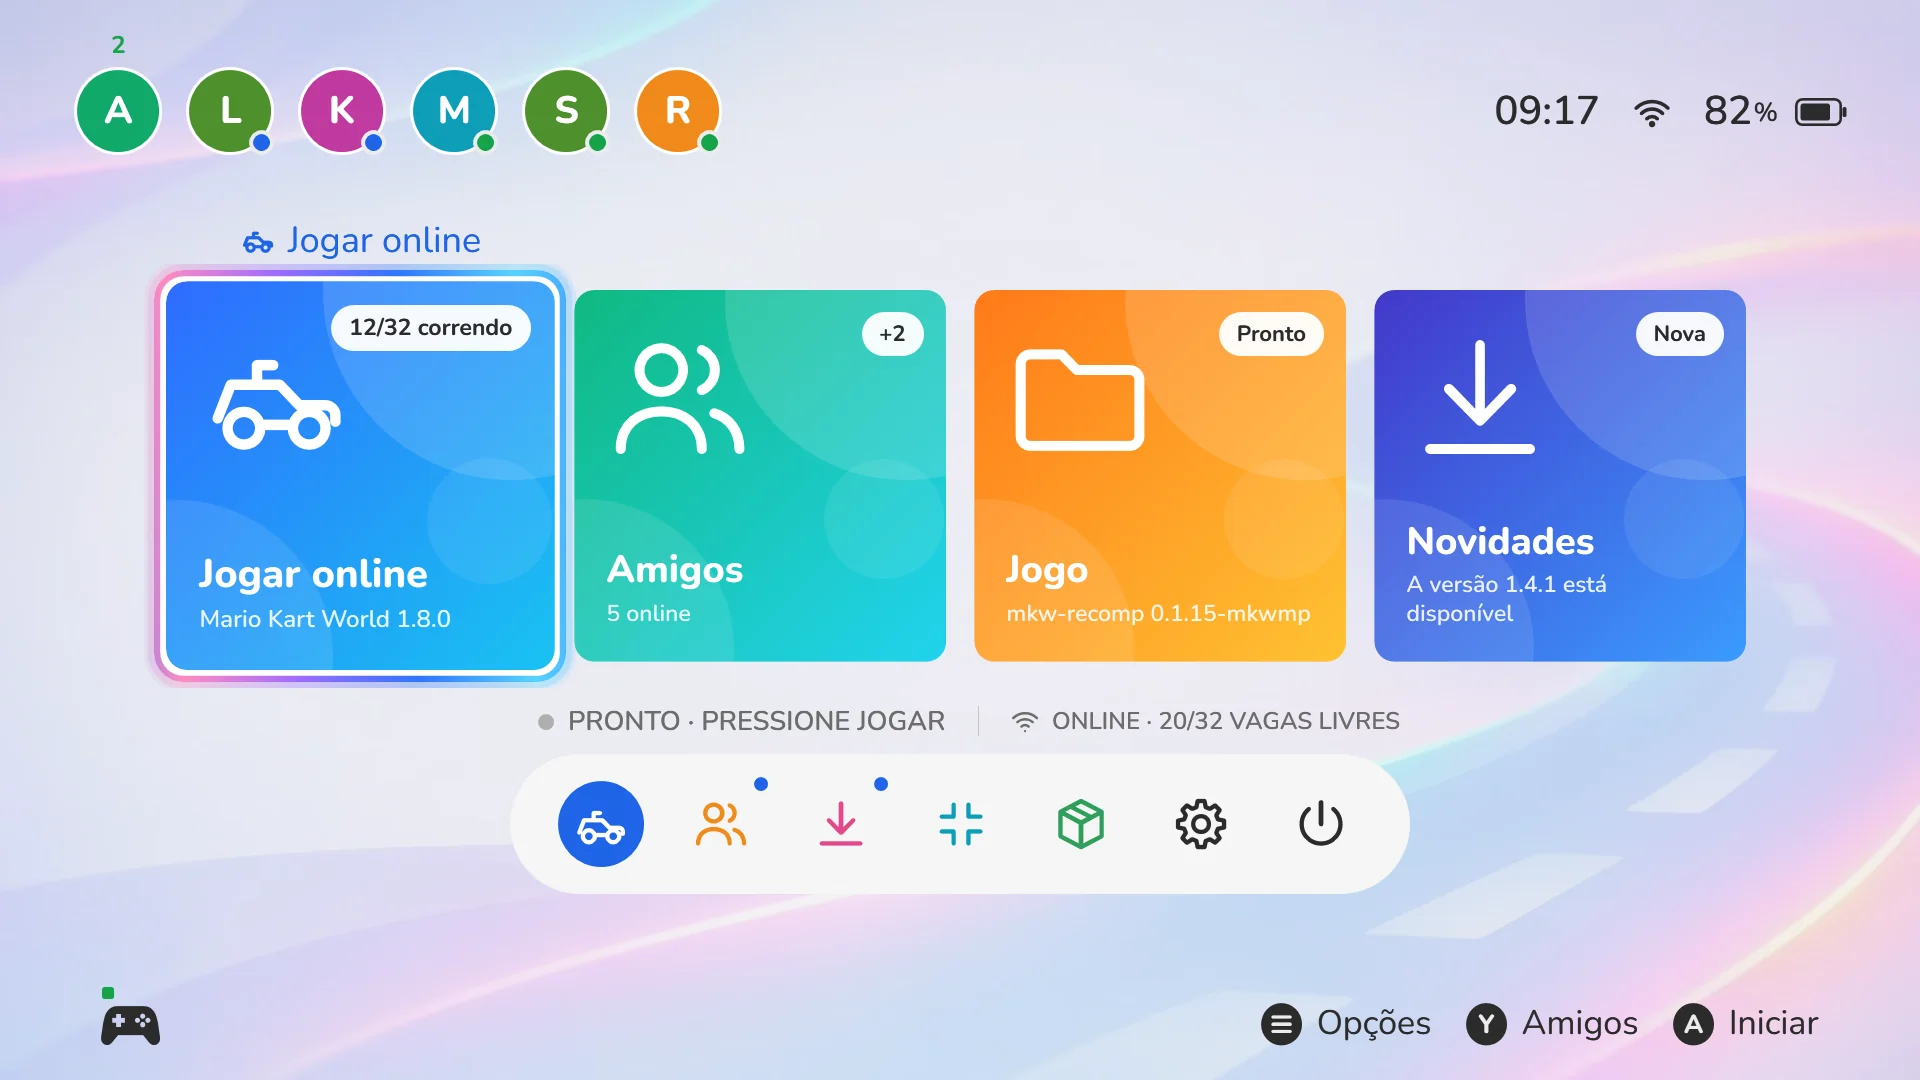 2
A
L
K
M
S
R
09:17
82%
Jogar online
12/32 correndo
Jogar online
Mario Kart World 1.8.0
+2
Amigos
5 online
Pronto
Jogo
mkw-recomp 0.1.15-mkwmp
Nova
Novidades
A versão 1.4.1 está
disponível
PRONTO · PRESSIONE JOGAR
ONLINE · 20/32 VAGAS LIVRES
Opções
Y Amigos
A Iniciar